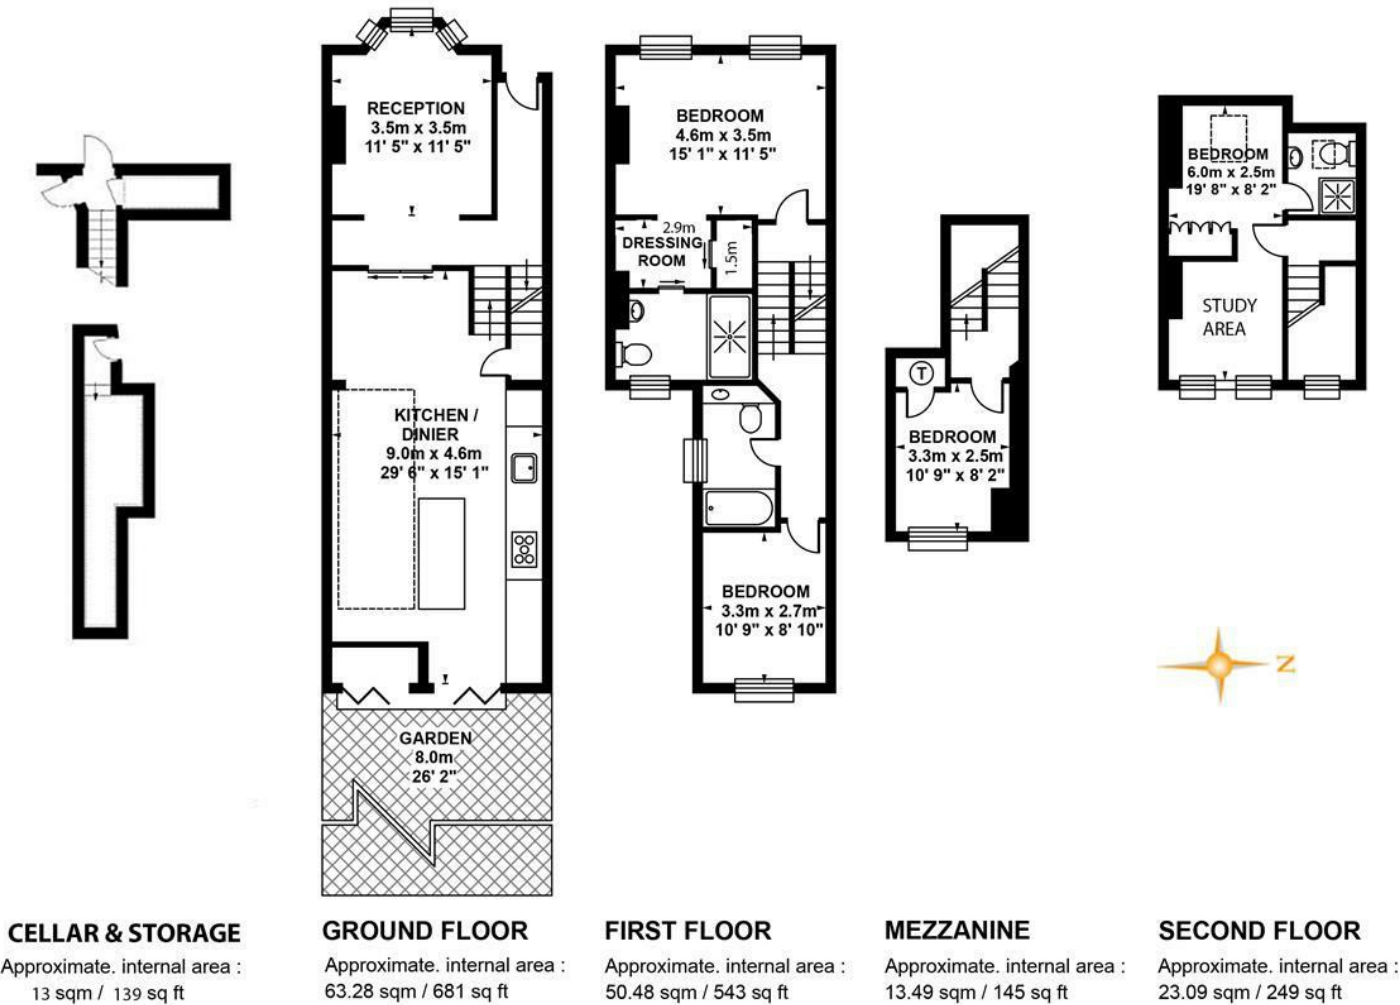 RECEPTION
3.5m x 3.5m
11' 5" x 11' 5"
KITCHEN /
DINIER
9.0m x 4.6m
29' 6" x 15' 1"
GARDEN
8.0m
26' 2"
BEDROOM
4.6m x 3.5m
15' 1" x 11' 5"
2.9m
DRESSING
ROOM
1.5m
BEDROOM
3.3m x 2.7m
10' 9" x 8' 10"
T
BEDROOM
3.3m x 2.5m
10' 9" x 8' 2"
BEDROOM
6.0m x 2.5m
19' 8" x 8' 2"
STUDY
AREA
N
CELLAR & STORAGE
Approximate. internal area :
13 sqm / 139 sq ft
GROUND FLOOR
Approximate. internal area :
63.28 sqm / 681 sq ft
FIRST FLOOR
Approximate. internal area :
50.48 sqm / 543 sq ft
MEZZANINE
Approximate. internal area :
13.49 sqm / 145 sq ft
SECOND FLOOR
Approximate. internal area :
23.09 sqm / 249 sq ft